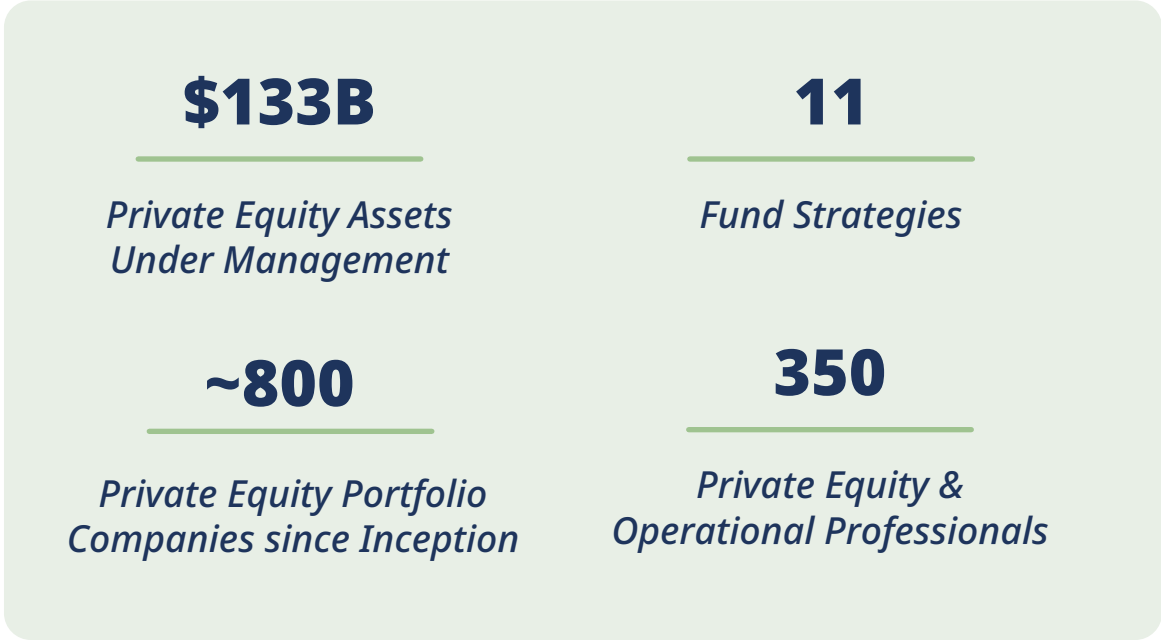 $133B
Private Equity Assets
Under Management
11
Fund Strategies
~800
Private Equity Portfolio
Companies since Inception
350
Private Equity &
Operational Professionals